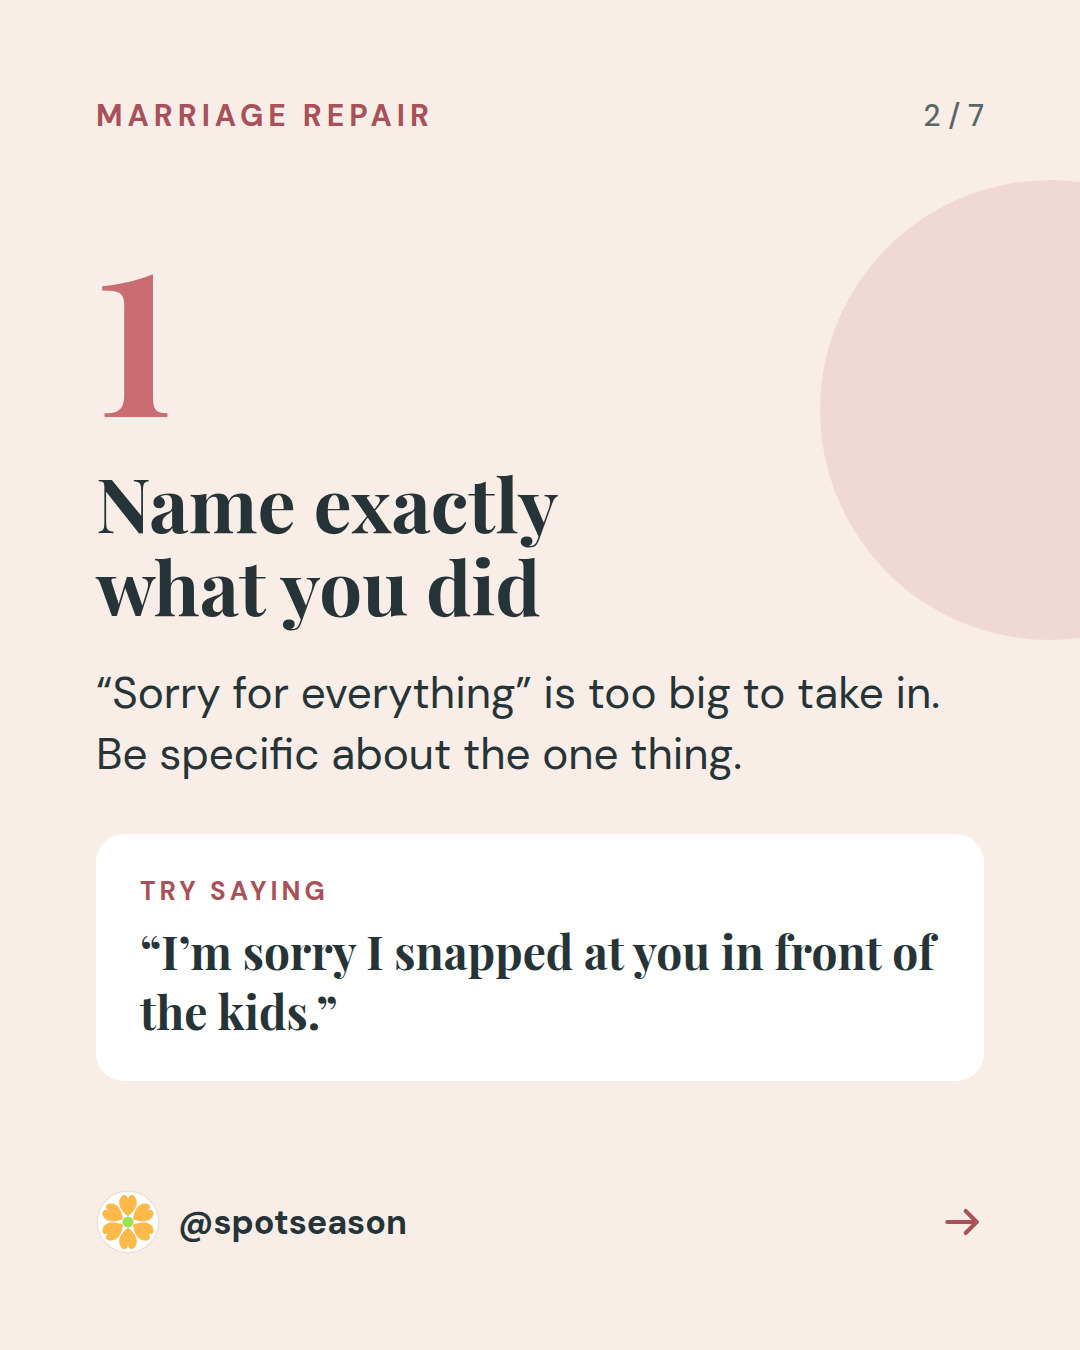 MARRIAGE REPAIR
2 / 7
1
Name exactly
what you did
“Sorry for everything” is too big to take in.
Be specific about the one thing.
TRY SAYING
“I’m sorry I snapped at you in front of
the kids.”
@spotseason